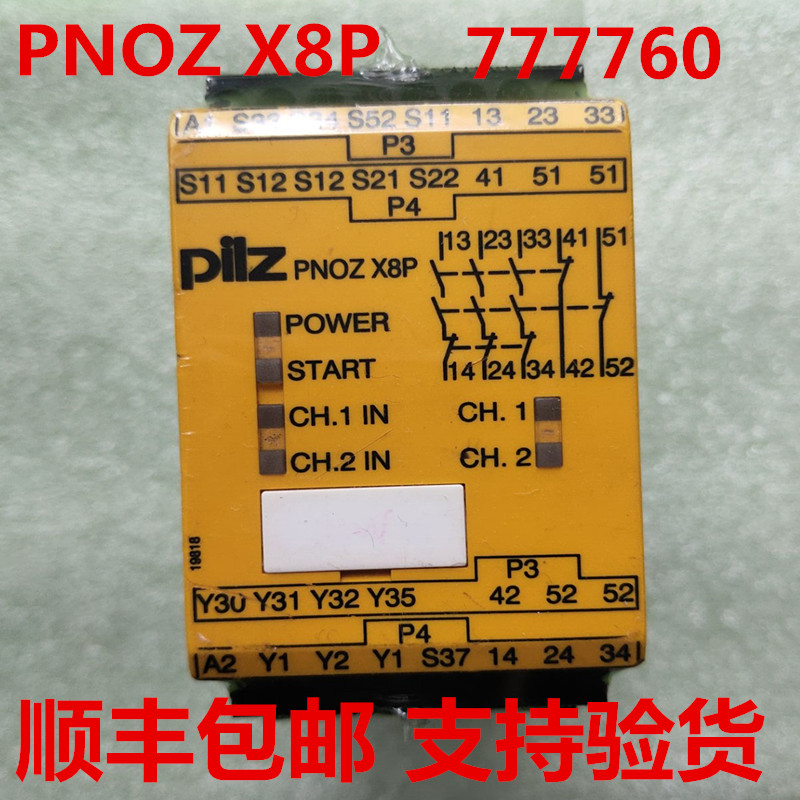 PNOZ X8P 777760
A1 S33 S34 S52 S11 13 23 33
P3
S11 S12 S12 S21 S22 41 51 51
P4
pilz PNOZ X8P
13 23 33 41 51
14 24 34 42 52
POWER
START
CH.1 IN CH. 1
CH.2 IN CH. 2
19818
P3
Y30 Y31 Y32 Y35 42 52 52
P4
A2 Y1 Y2 Y1 S37 14 24 34
顺丰包邮 支持验货